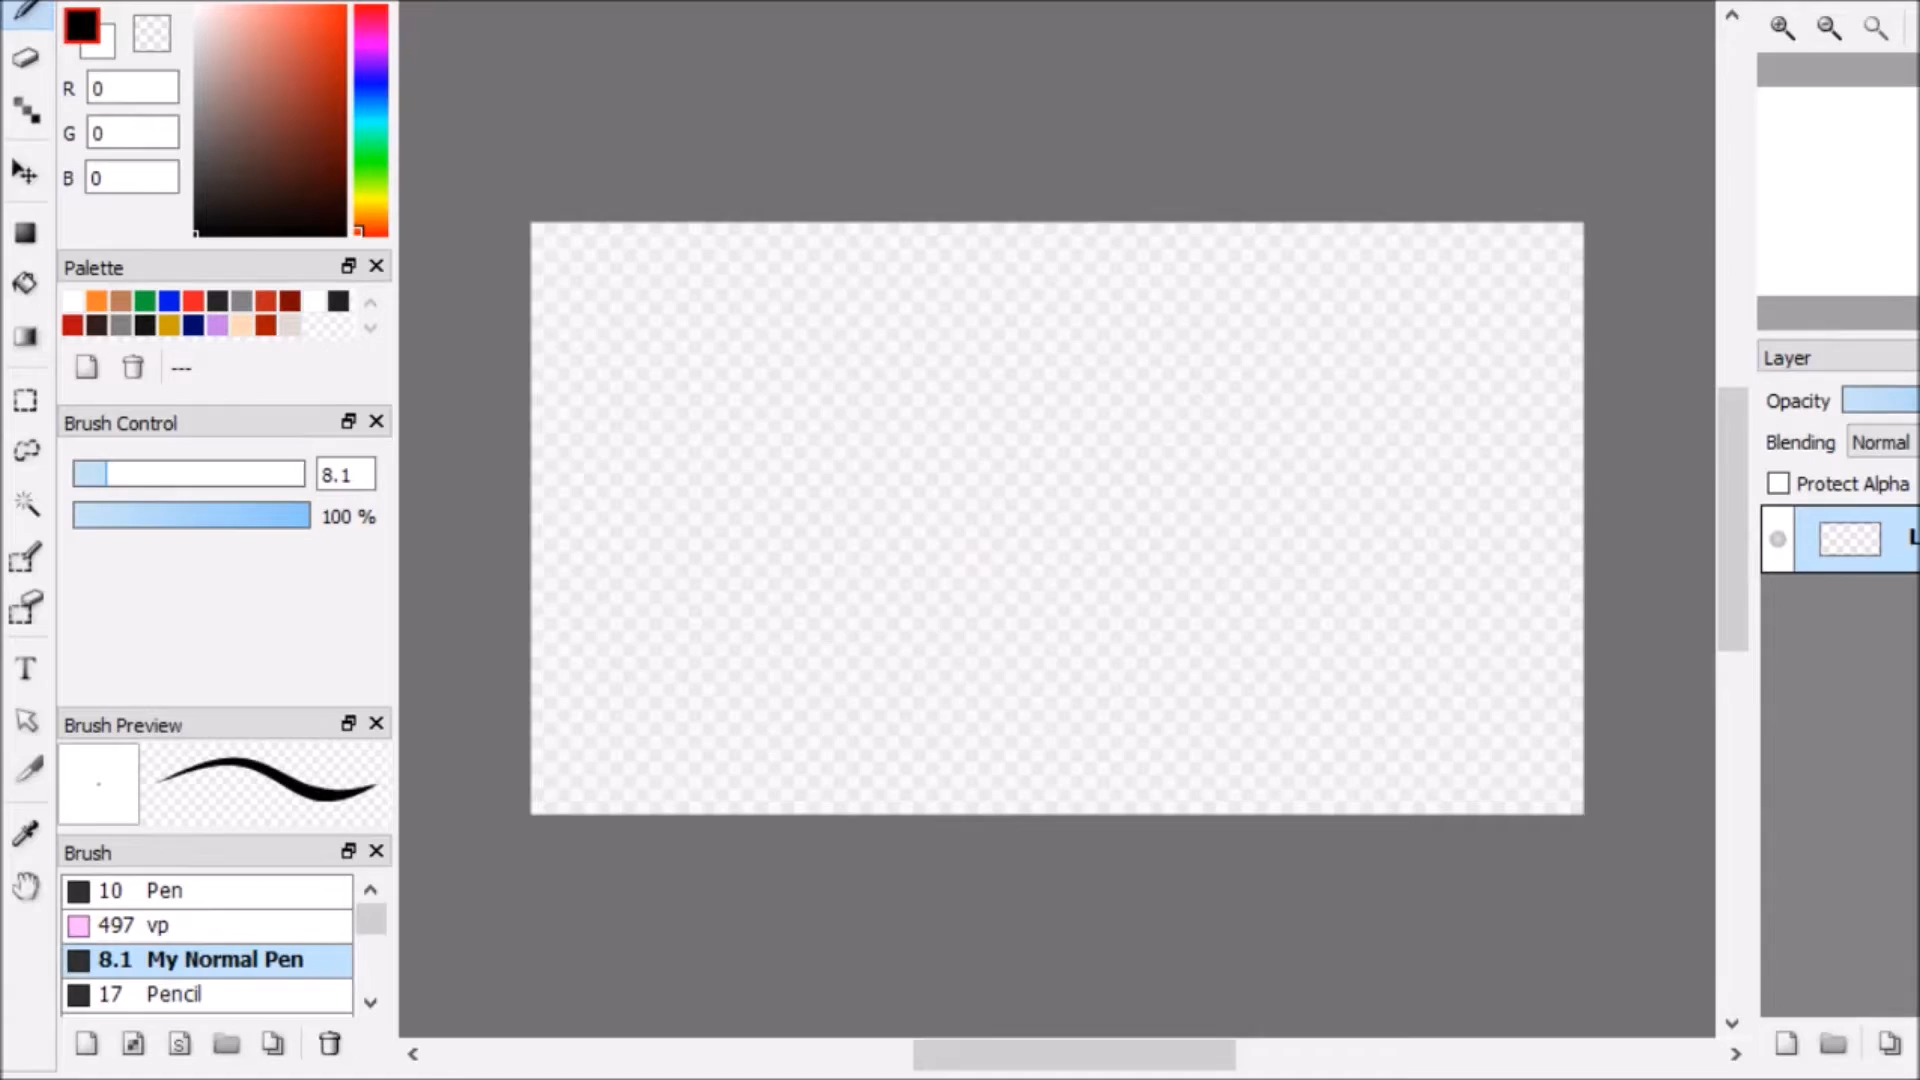 R 0
G 0
B 0
Palette
---
Brush Control
8.1
100 %
Brush Preview
Brush
10 Pen
497 vp
8.1 My Normal Pen
17 Pencil
S
T
Layer
Opacity
Blending Normal
Protect Alpha
L